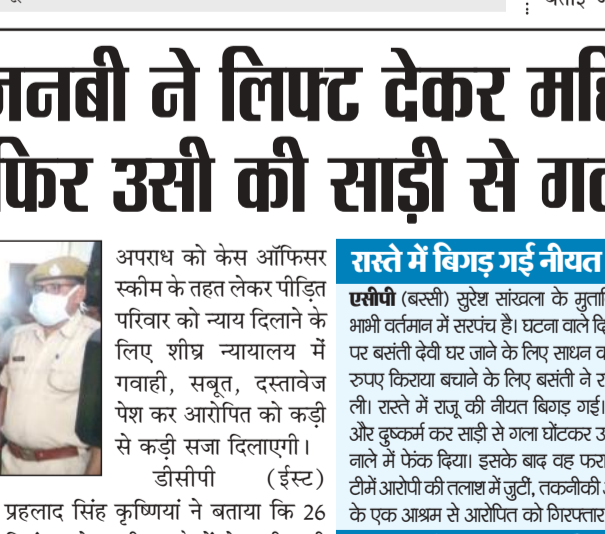 नबी ने लिफ्ट देकर
फिर उसी की साड़ी से
अपराध को केस ऑफिसर
स्कीम के तहत लेकर पीड़ित
परिवार को न्याय दिलाने के
लिए शीघ्र न्यायालय में
गवाही, सबूत, दस्तावेज
पेश कर आरोपित को कड़ी
से कड़ी सजा दिलाएगी।
डीसीपी (ईस्ट)
प्रहलाद सिंह कृष्णियां ने बताया कि 26
रास्ते में बिगड़ गई नीयत
एसीपी (बस्सी) सुरेश सांखला के
भाभी वर्तमान में सरपंच है। घटना वाले
पर बसंती देवी घर जाने के लिए साधन
रुपए किराया बचाने के लिए बसंती ने
ली। रास्ते में राजू की नीयत बिगड़ गई।
और दुष्कर्म कर साड़ी से गला घोंटकर
नाले में फेंक दिया। इसके बाद वह
टीमें आरोपी की तलाश में जुटीं, तकनीकी
के एक आश्रम से आरोपित को गिरफ्तार